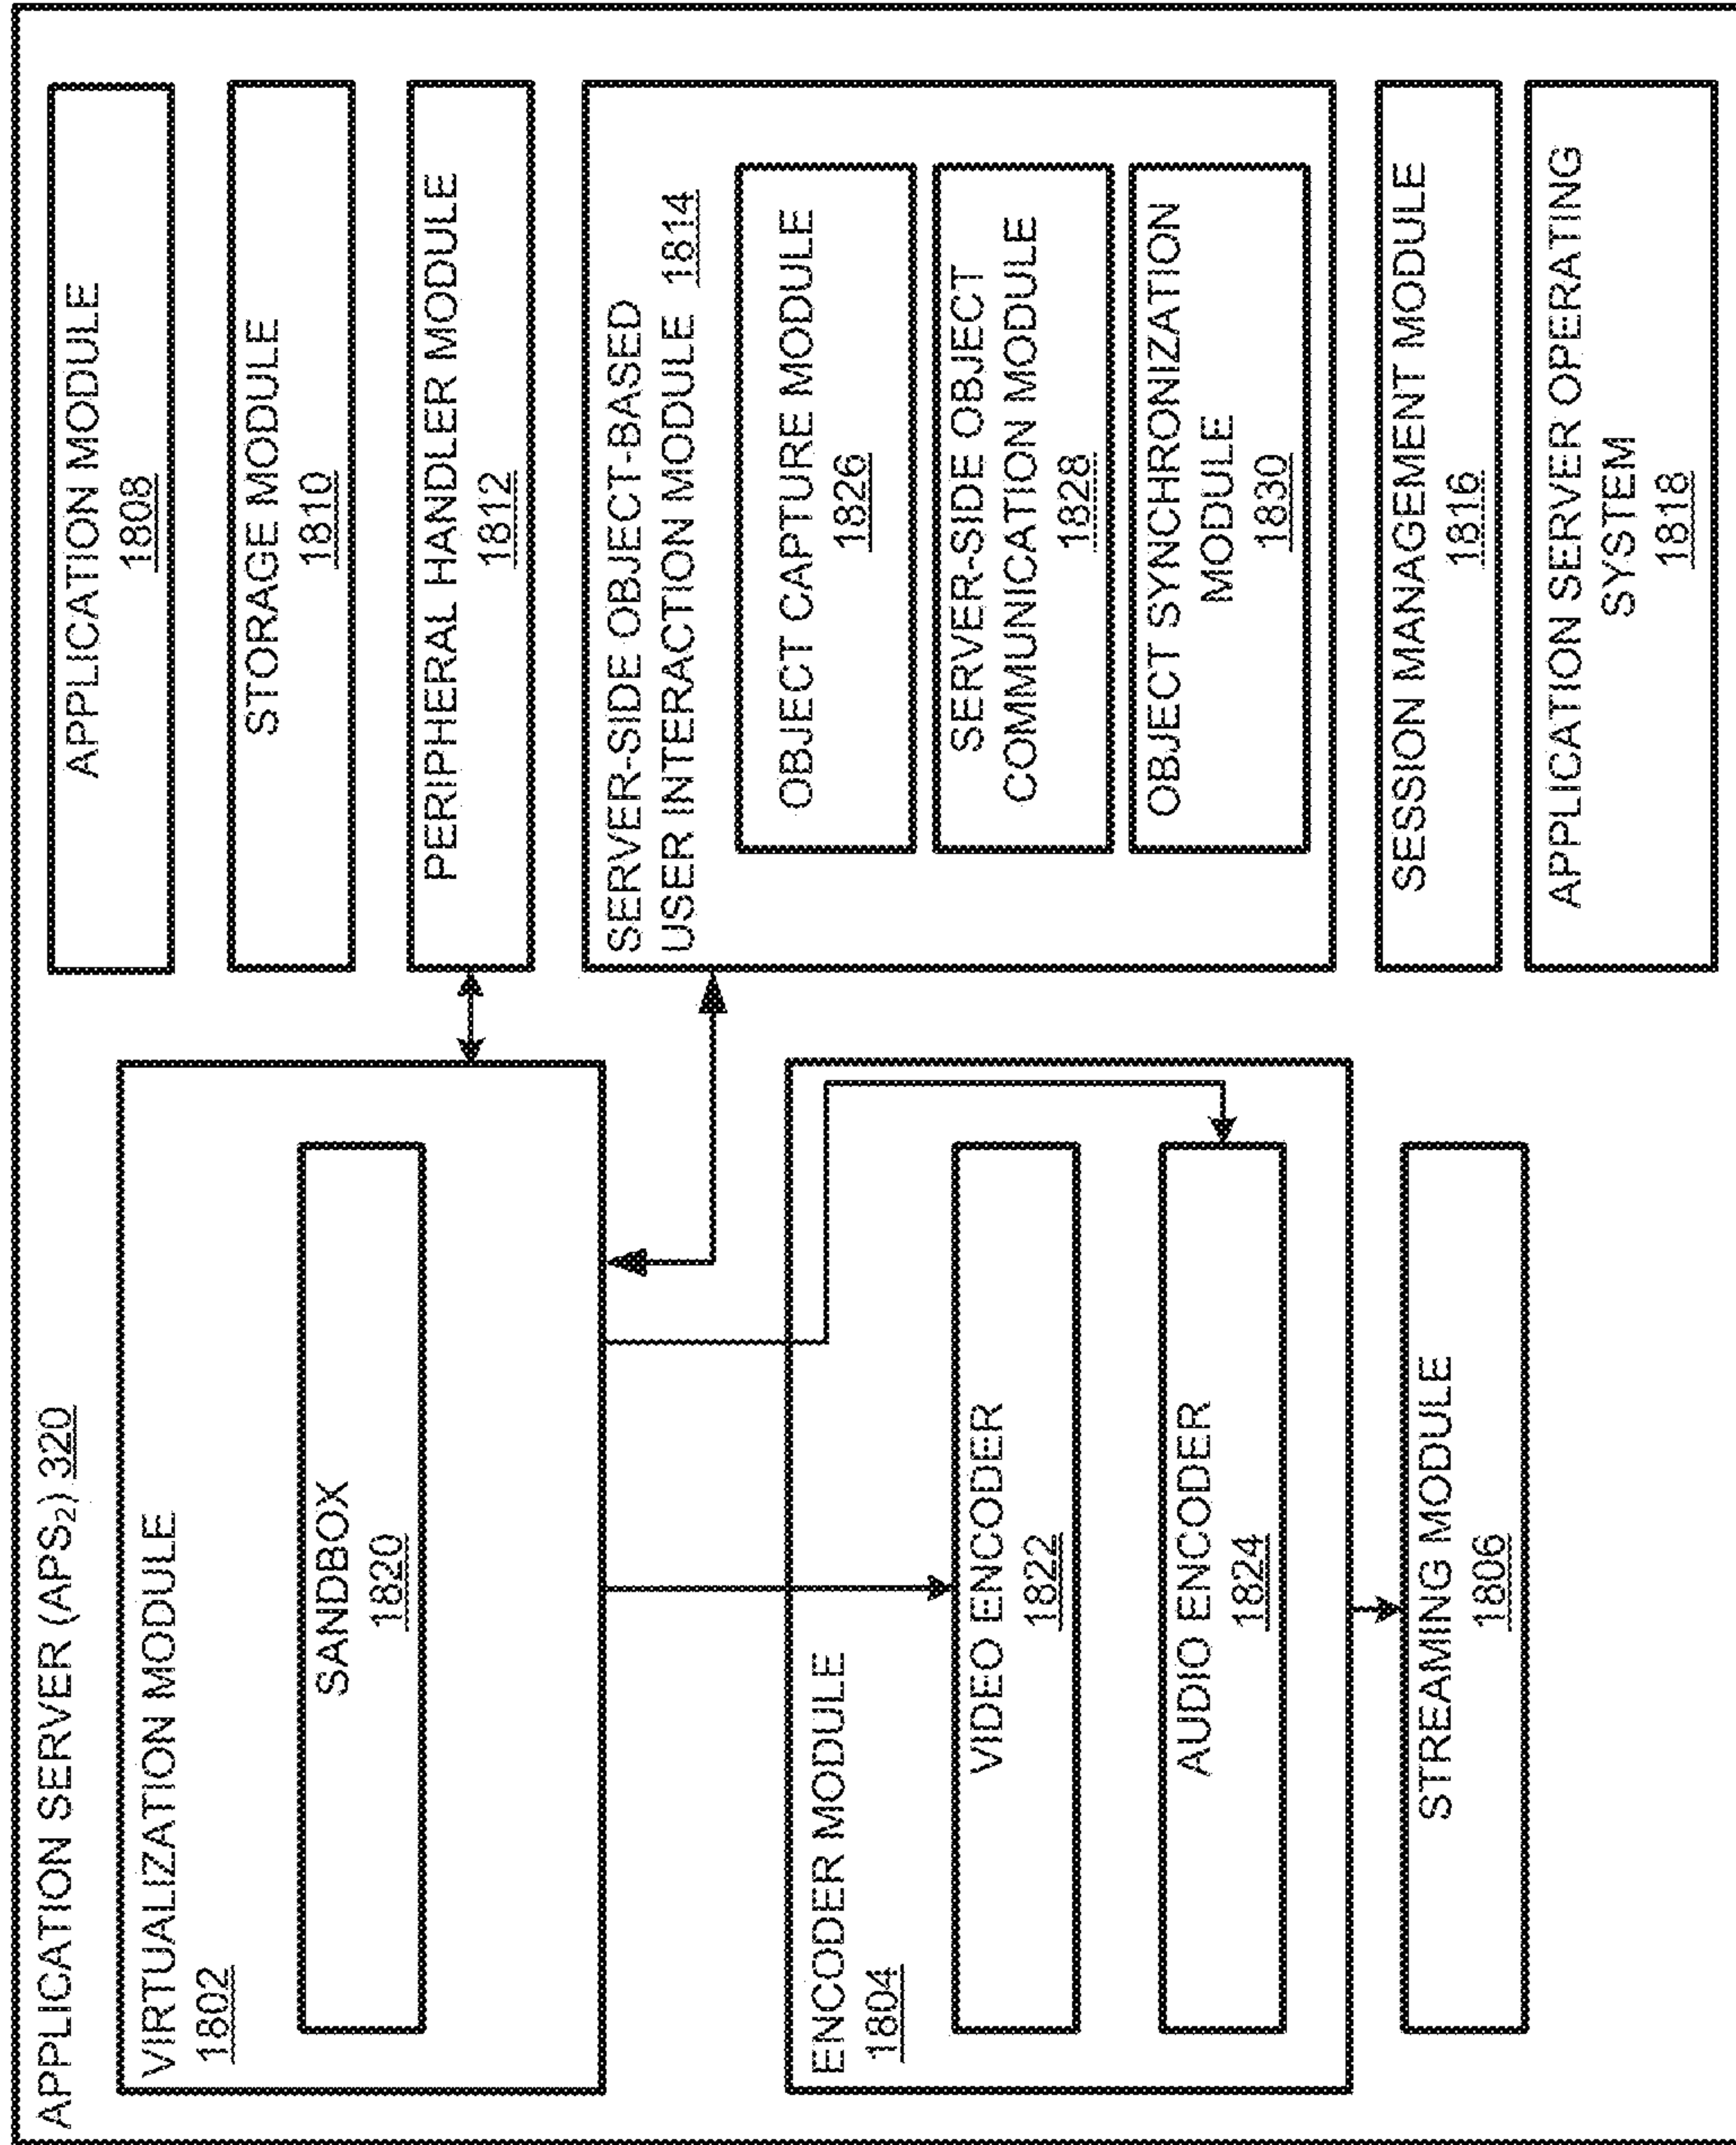 APPLICATION SERVER (APS₂) 320
VIRTUALIZATION MODULE
1802
SANDBOX
1820
ENCODER MODULE
1804
VIDEO ENCODER
1822
AUDIO ENCODER
1824
STREAMING MODULE
1806
APPLICATION MODULE
1808
STORAGE MODULE
1810
PERIPHERAL HANDLER MODULE
1812
SERVER-SIDE OBJECT-BASED
USER INTERACTION MODULE 1814
OBJECT CAPTURE MODULE
1826
SERVER-SIDE OBJECT
COMMUNICATION MODULE
1828
OBJECT SYNCHRONIZATION
MODULE
1830
SESSION MANAGEMENT MODULE
1816
APPLICATION SERVER OPERATING
SYSTEM
1818